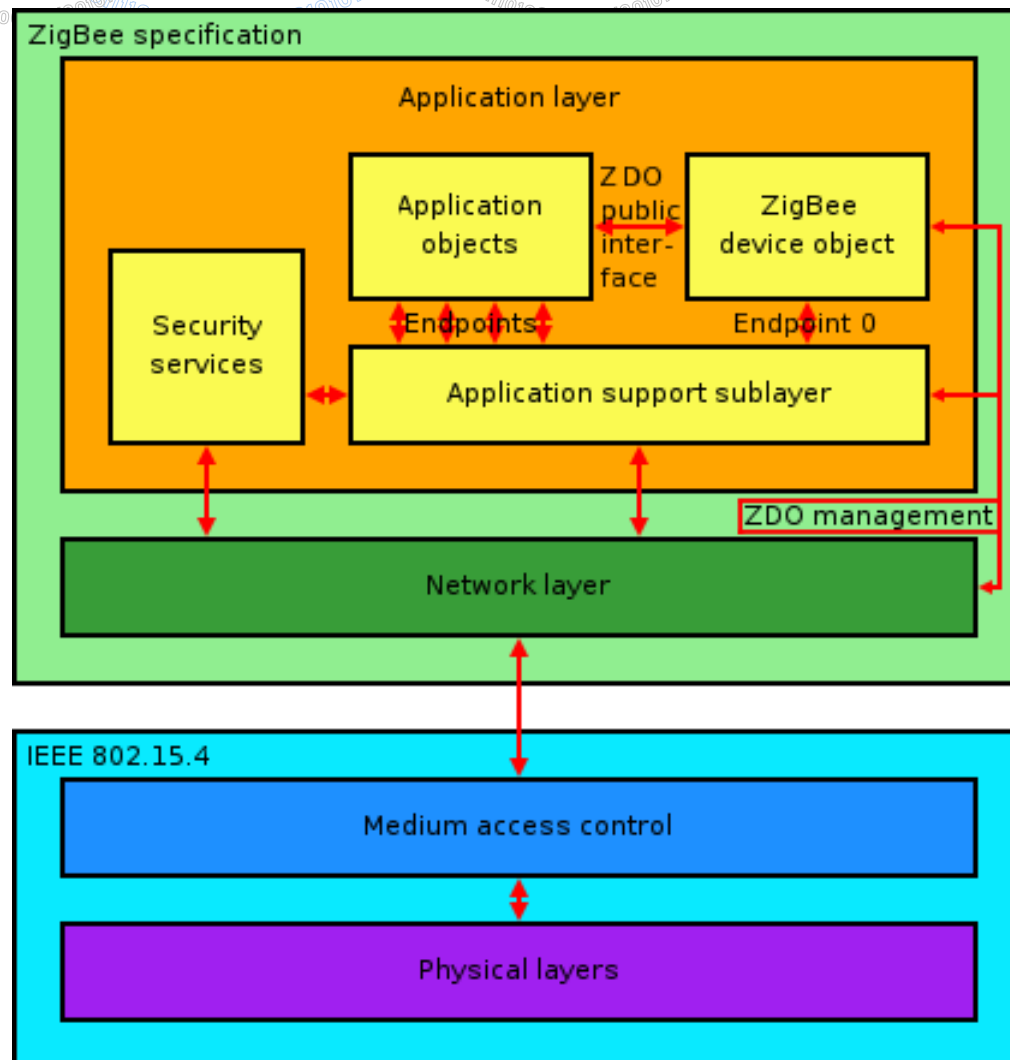 ZigBee specification
Application layer
Application
objects
ZDO
public
inter-
face
ZigBee
device object
Security
services
Endpoints
Endpoint 0
Application support sublayer
ZDO management
Network layer
IEEE 802.15.4
Medium access control
Physical layers